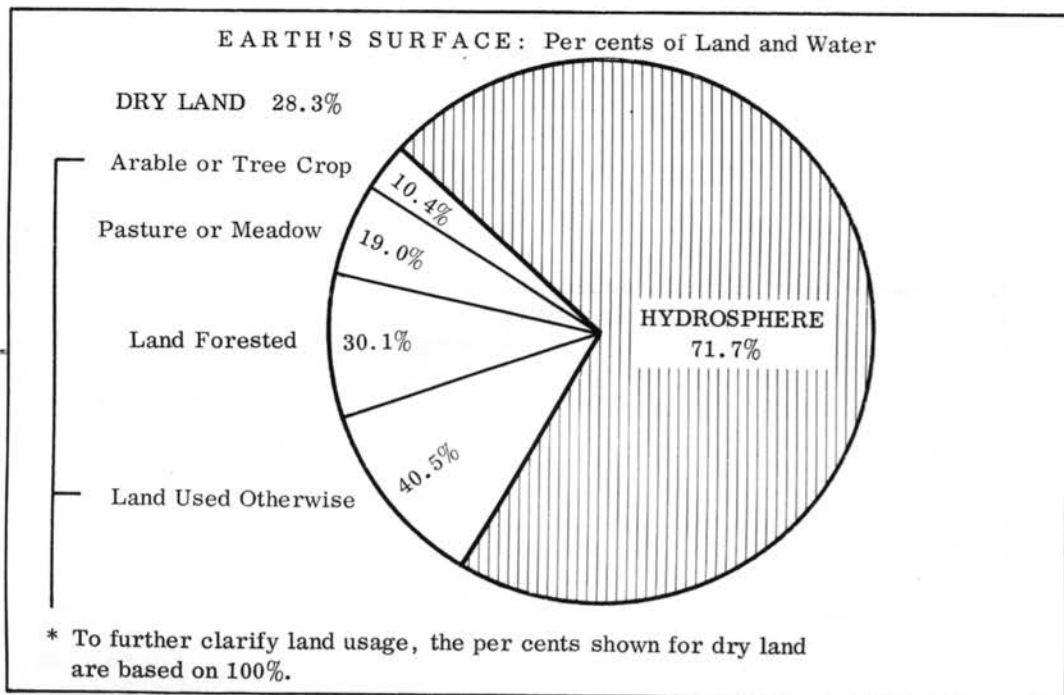 EARTH'S SURFACE: Per cents of Land and Water
DRY LAND 28.3%
Arable or Tree Crop
10.4%
Pasture or Meadow
19.0%
Land Forested
30.1%
Land Used Otherwise
40.5%
HYDROSPHERE
71.7%
* To further clarify land usage, the per cents shown for dry land
are based on 100%.